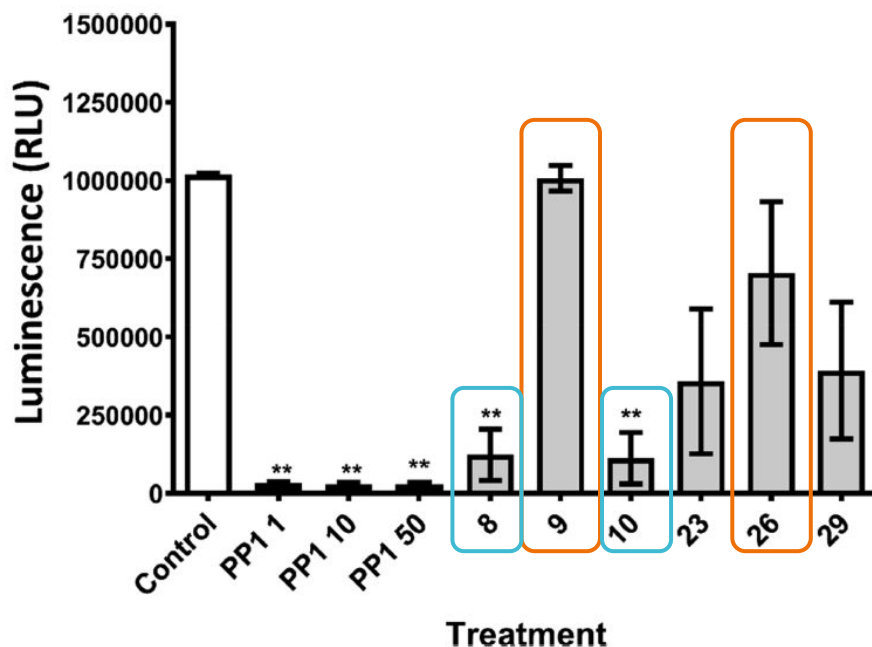 Luminescence (RLU)
1500000
1250000
1000000
750000
500000
250000
0
** ** ** ** **
Control PP1 1 PP1 10 PP1 50 8 9 10 23 26 29
Treatment